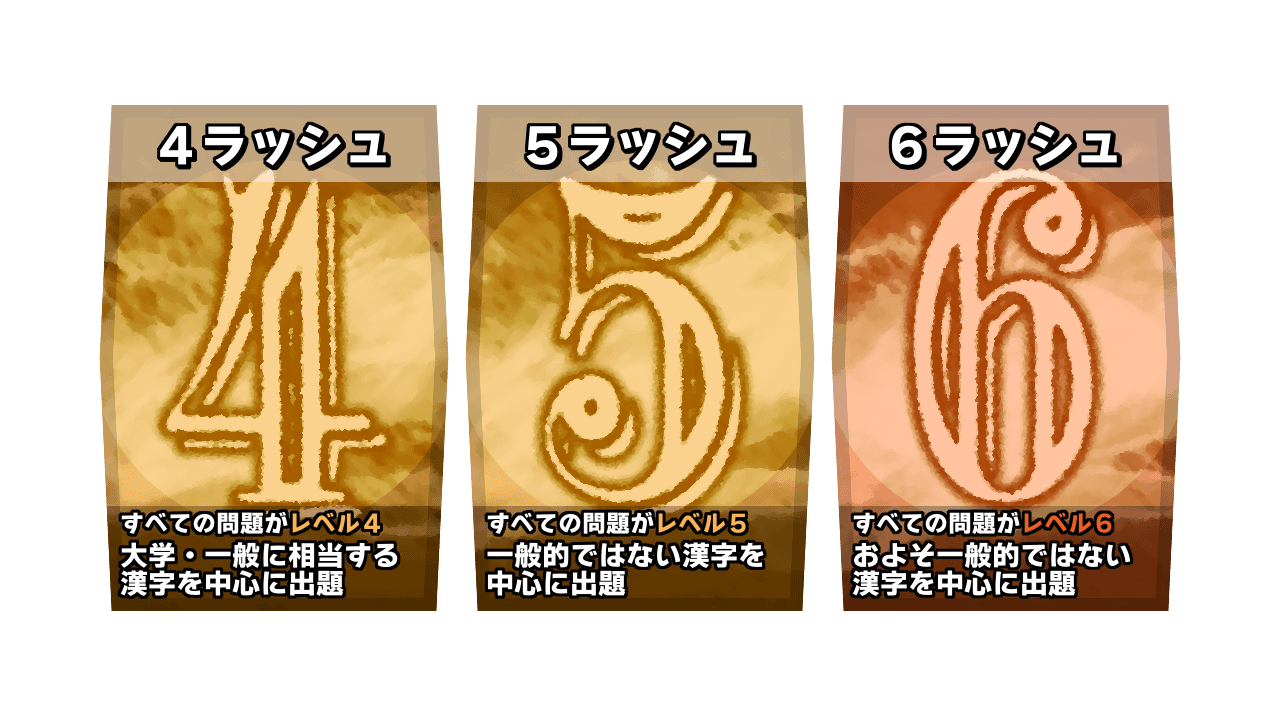 ４ラッシュ
4
すべての問題がレベル４
大学・一般に相当する
漢字を中心に出題
５ラッシュ
5
すべての問題がレベル５
一般的ではない漢字を
中心に出題
６ラッシュ
6
すべての問題がレベル６
およそ一般的ではない
漢字を中心に出題